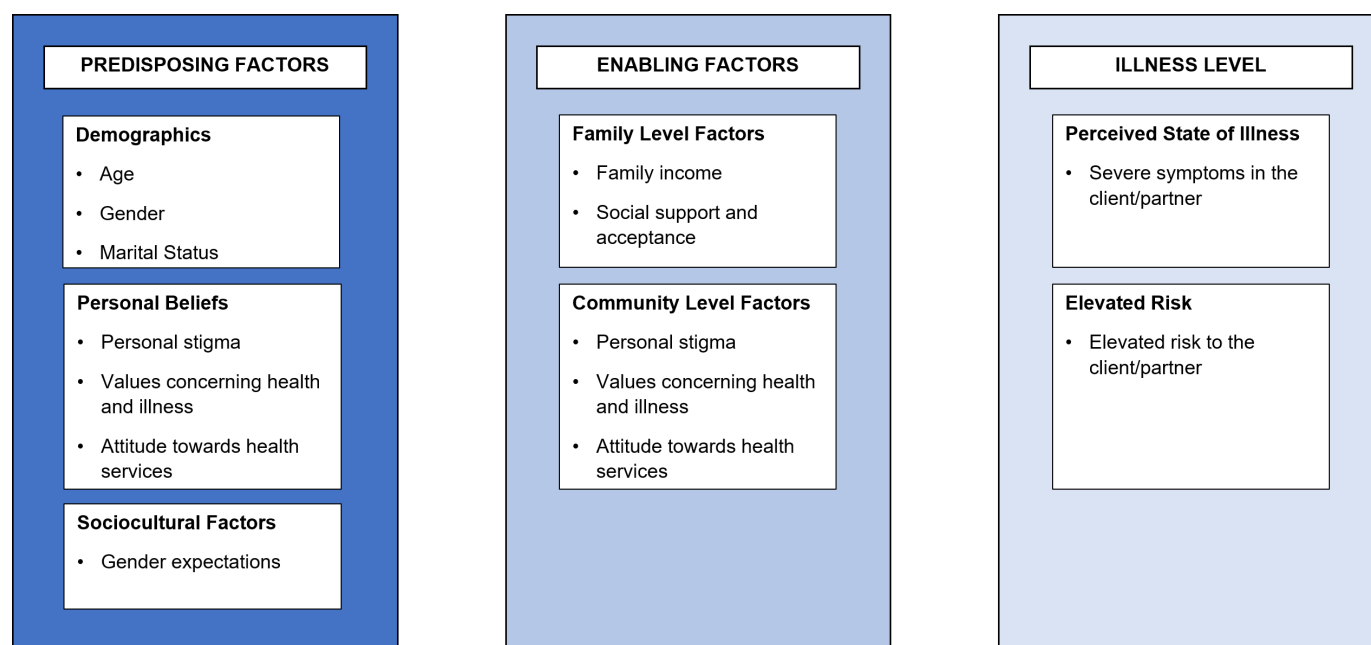 PREDISPOSING FACTORS
Demographics
• Age
• Gender
• Marital Status
Personal Beliefs
• Personal stigma
• Values concerning health
and illness
• Attitude towards health
services
Sociocultural Factors
• Gender expectations
ENABLING FACTORS
Family Level Factors
• Family income
• Social support and
acceptance
Community Level Factors
• Personal stigma
• Values concerning health
and illness
• Attitude towards health
services
ILLNESS LEVEL
Perceived State of Illness
• Severe symptoms in the
client/partner
Elevated Risk
• Elevated risk to the
client/partner